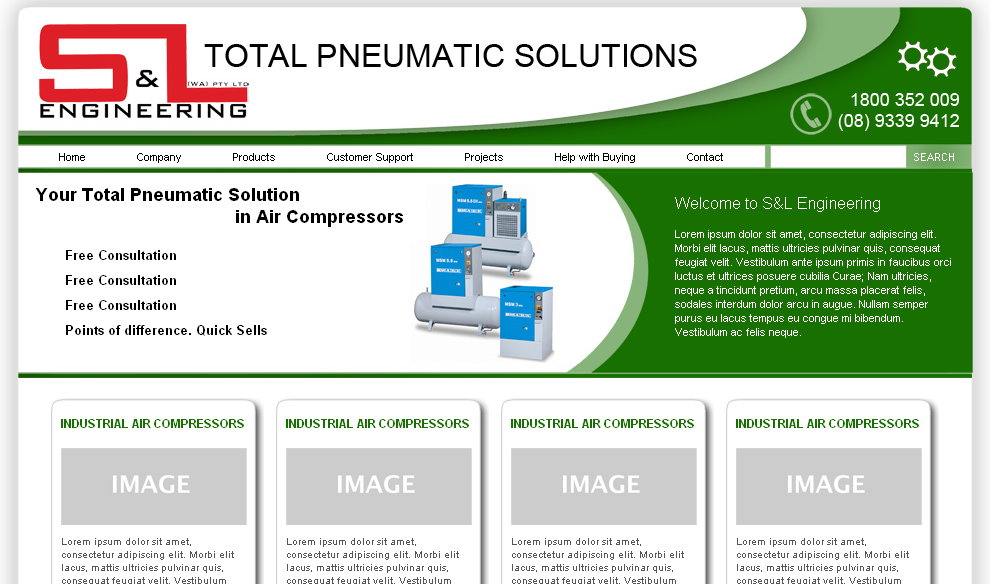 S&L
(WA) PTY LTD
ENGINEERING
TOTAL PNEUMATIC SOLUTIONS
1800 352 009
(08) 9339 9412
Home Company Products Customer Support Projects Help with Buying Contact SEARCH
Your Total Pneumatic Solution
in Air Compressors
Free Consultation
Free Consultation
Free Consultation
Points of difference. Quick Sells
Welcome to S&L Engineering
Lorem ipsum dolor sit amet, consectetur adipiscing elit.
Morbi elit lacus, mattis ultricies pulvinar quis, consequat
feugiat velit. Vestibulum ante ipsum primis in faucibus orci
luctus et ultrices posuere cubilia Curae; Nam ultricies,
neque a tincidunt pretium, arcu massa placerat felis,
sodales interdum dolor arcu in augue. Nullam semper
purus eu lacus tempus eu congue mi bibendum.
Vestibulum ac felis neque.
INDUSTRIAL AIR COMPRESSORS
IMAGE
Lorem ipsum dolor sit amet,
consectetur adipiscing elit. Morbi elit
lacus, mattis ultricies pulvinar quis,
consequat feugiat velit. Vestibulum
INDUSTRIAL AIR COMPRESSORS
IMAGE
Lorem ipsum dolor sit amet,
consectetur adipiscing elit. Morbi elit
lacus, mattis ultricies pulvinar quis,
consequat feugiat velit. Vestibulum
INDUSTRIAL AIR COMPRESSORS
IMAGE
Lorem ipsum dolor sit amet,
consectetur adipiscing elit. Morbi elit
lacus, mattis ultricies pulvinar quis,
consequat feugiat velit. Vestibulum
INDUSTRIAL AIR COMPRESSORS
IMAGE
Lorem ipsum dolor sit amet,
consectetur adipiscing elit. Morbi elit
lacus, mattis ultricies pulvinar quis,
consequat feugiat velit. Vestibulum